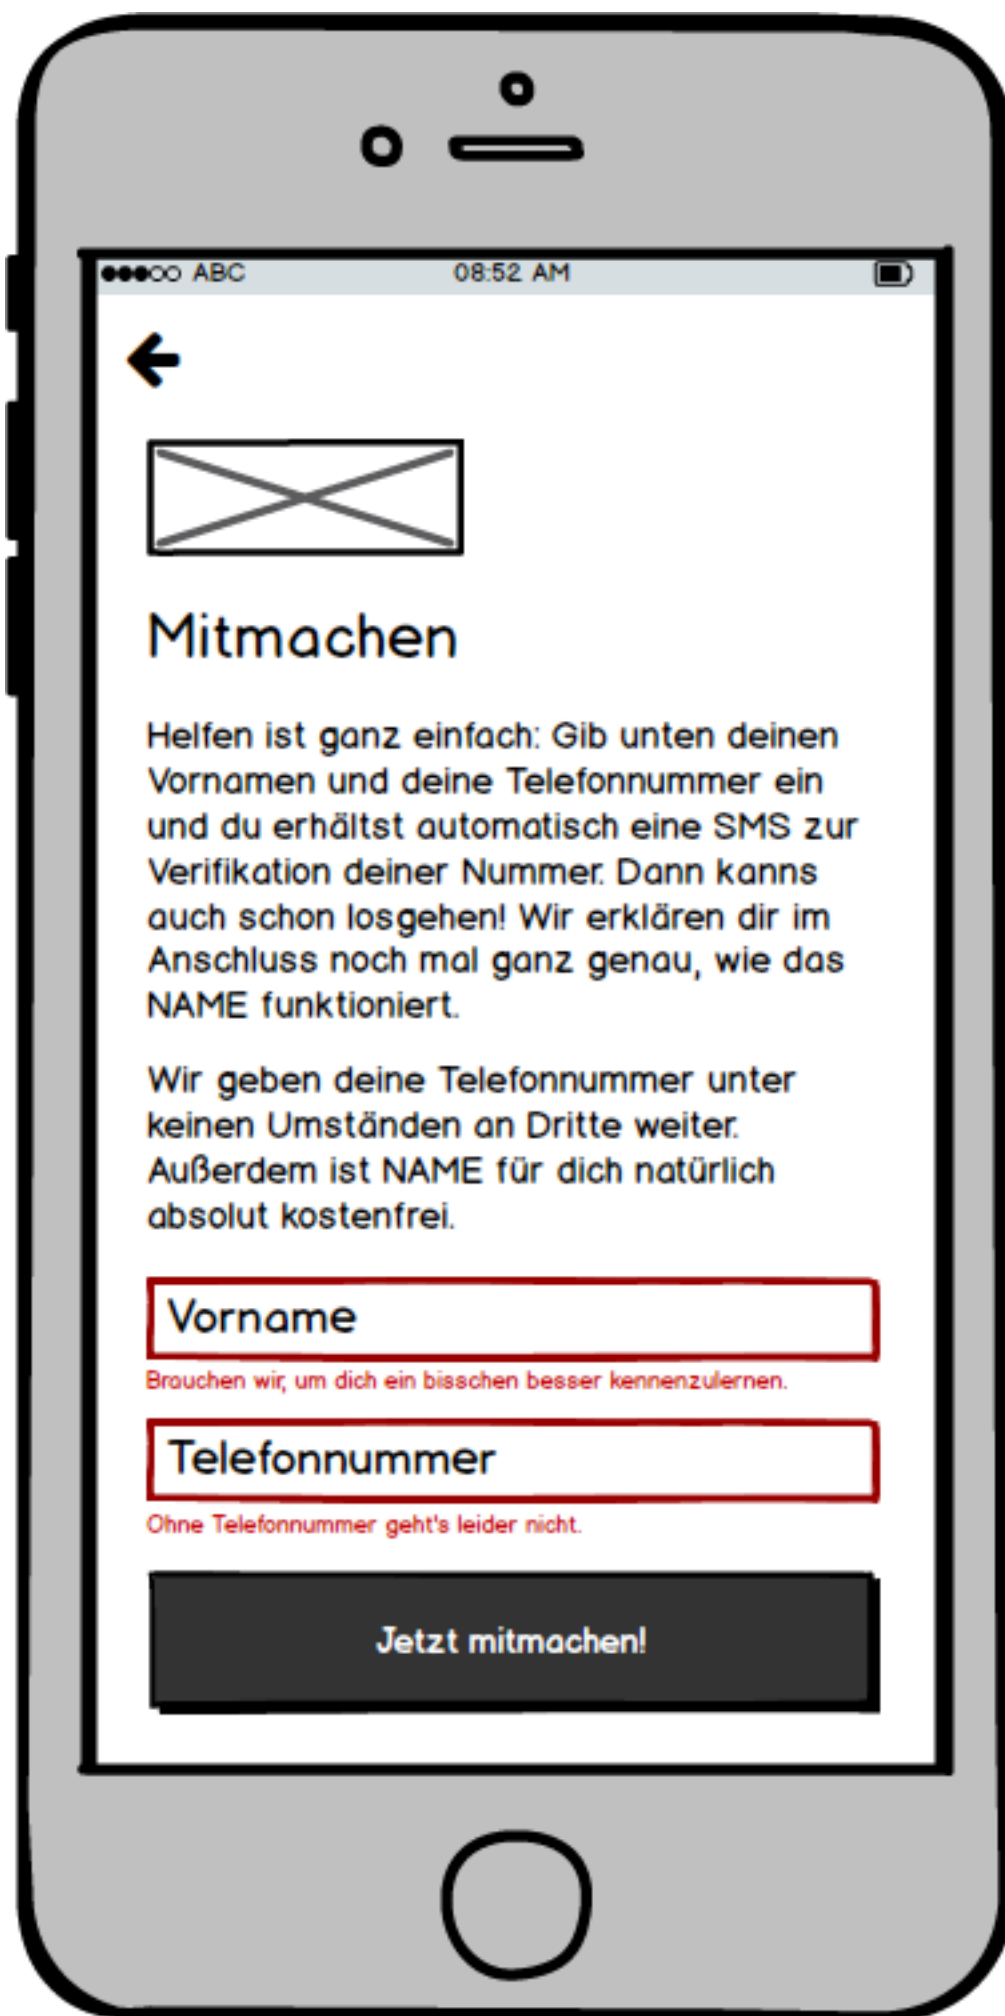 ABC 08:52 AM
Mitmachen
Helfen ist ganz einfach: Gib unten deinen
Vornamen und deine Telefonnummer ein
und du erhältst automatisch eine SMS zur
Verifikation deiner Nummer. Dann kanns
auch schon losgehen! Wir erklären dir im
Anschluss noch mal ganz genau, wie das
NAME funktioniert.
Wir geben deine Telefonnummer unter
keinen Umständen an Dritte weiter.
Außerdem ist NAME für dich natürlich
absolut kostenfrei.
Vorname
Brauchen wir, um dich ein bisschen besser kennenzulernen.
Telefonnummer
Ohne Telefonnummer geht's leider nicht.
Jetzt mitmachen!